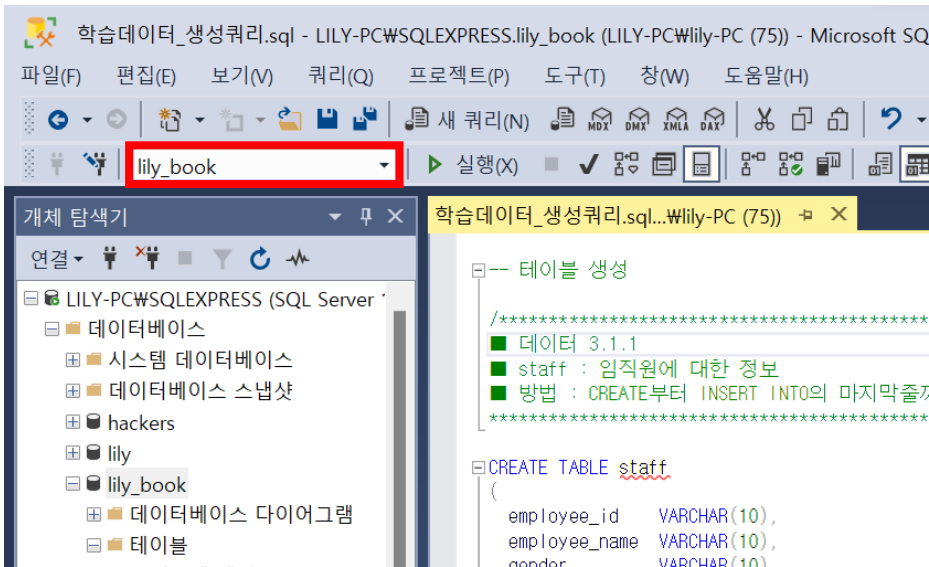 학습데이터_생성쿼리.sql - LILY-PC₩SQLEXPRESS.lily_book (LILY-PC₩lily-PC (75)) - Microsoft SQ
파일(F) 편집(E) 보기(V) 쿼리(Q) 프로젝트(P) 도구(T) 창(W) 도움말(H)
새 쿼리(N) MDX DMX XMLA DAX
lily_book 실행(X)
개체 탐색기
학습데이터_생성쿼리.sql...₩lily-PC (75))
연결
LILY-PC₩SQLEXPRESS (SQL Server
데이터베이스
시스템 데이터베이스
데이터베이스 스냅샷
hackers
lily
lily_book
데이터베이스 다이어그램
테이블
-- 테이블 생성
/********************************************
■ 데이터 3.1.1
■ staff : 임직원에 대한 정보
■ 방법 : CREATE부터 INSERT INTO의 마지막줄까
********************************************
CREATE TABLE staff
(
employee_id VARCHAR(10),
employee_name VARCHAR(10),
gender VARCHAR(10)